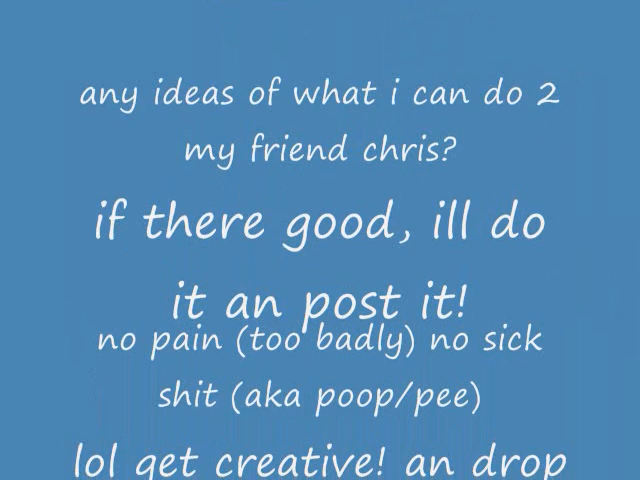 any ideas of what i can do 2
my friend chris?
if there good, ill do
it an post it!
no pain (too badly) no sick
shit (aka poop/pee)
lol get creative! an drop